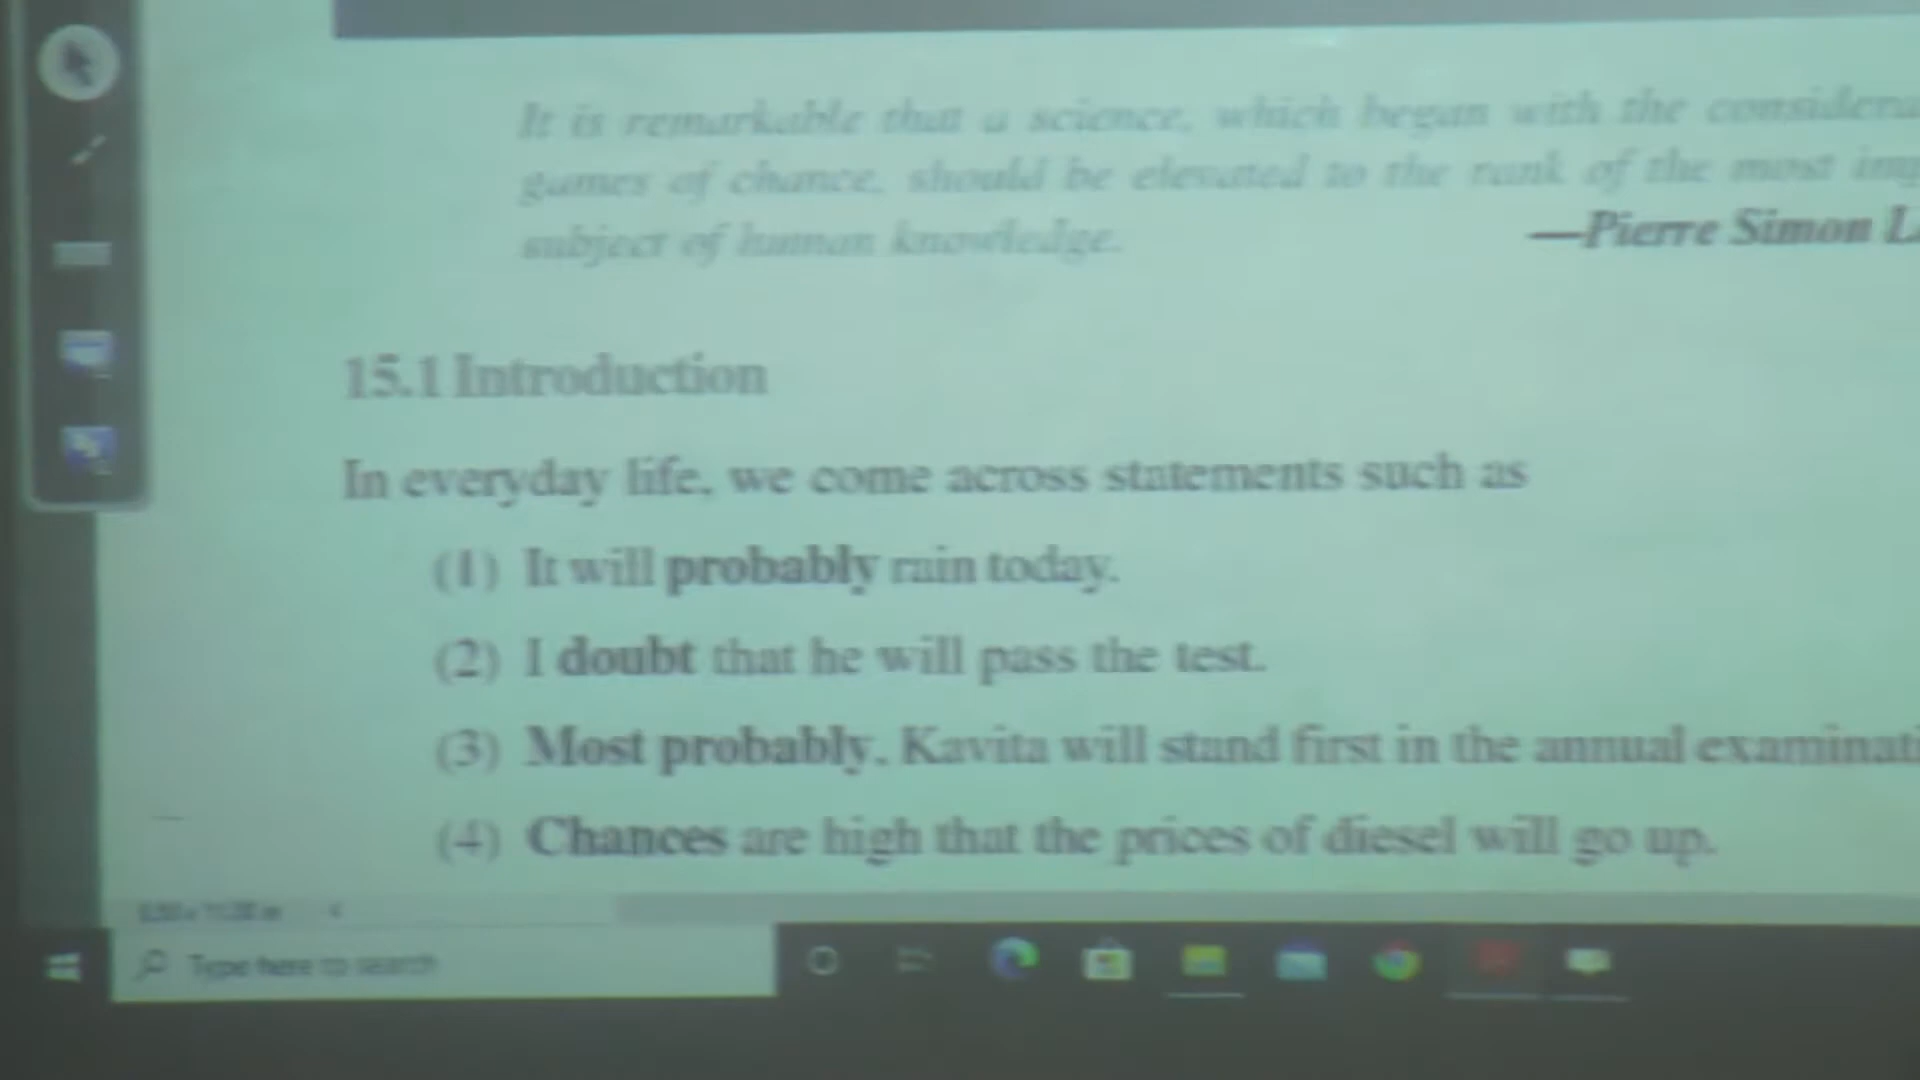 It is remarkable that a science, which began with the considera
games of chance, should be elevated to the rank of the most imp
subject of human knowledge.
—Pierre Simon La
15.1 Introduction
In everyday life, we come across statements such as
(1) It will probably rain today.
(2) I doubt that he will pass the test.
(3) Most probably, Kavita will stand first in the annual examinati
(4) Chances are high that the prices of diesel will go up.
Type here to search